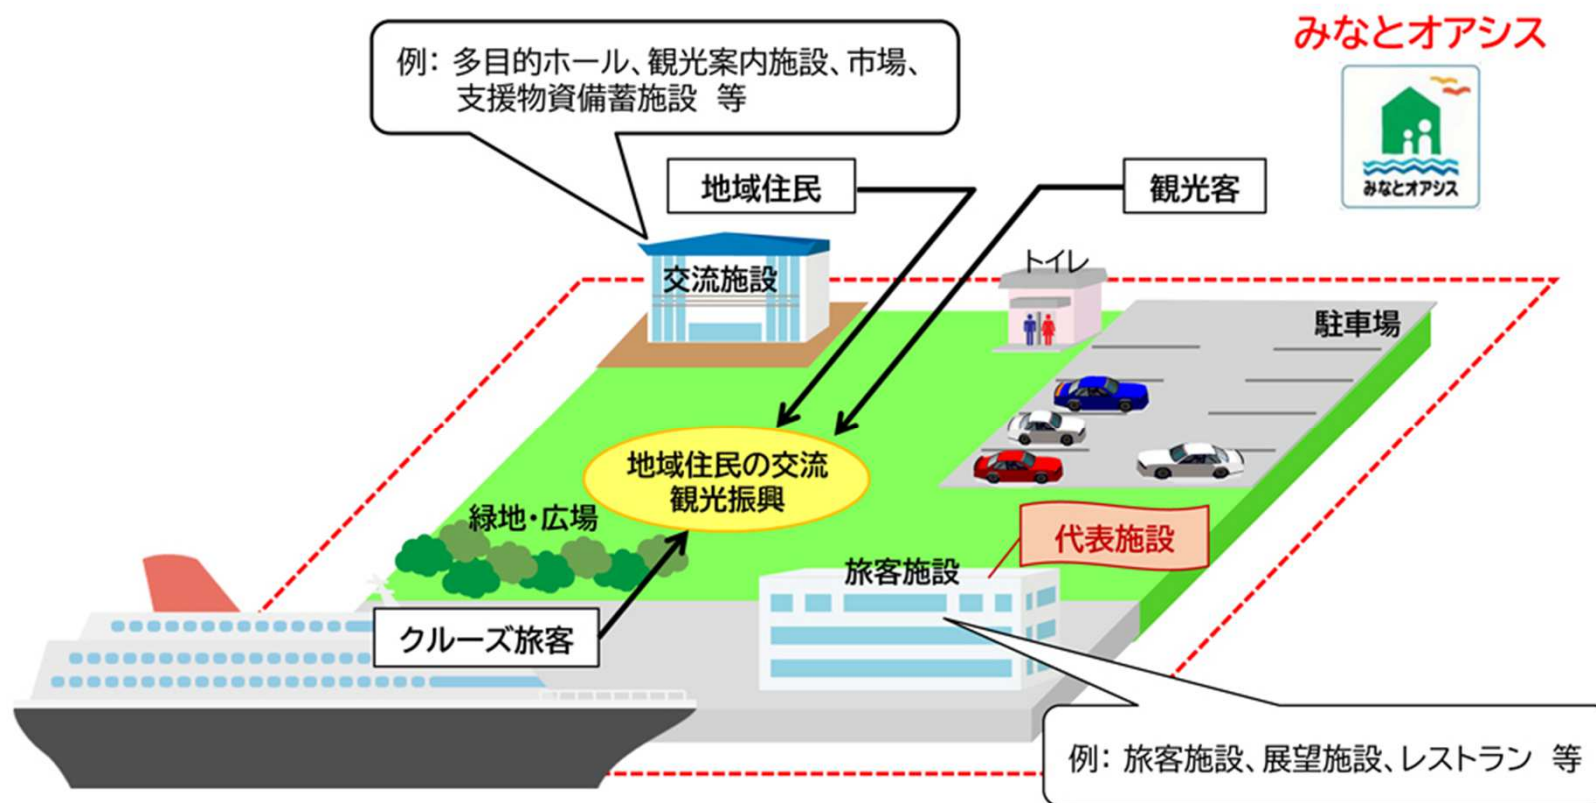 みなとオアシス
例： 多目的ホール、観光案内施設、市場、
支援物資備蓄施設 等
みなとオアシス
地域住民
観光客
交流施設
トイレ
駐車場
地域住民の交流
観光振興
緑地・広場
代表施設
旅客施設
クルーズ旅客
例： 旅客施設、展望施設、レストラン 等